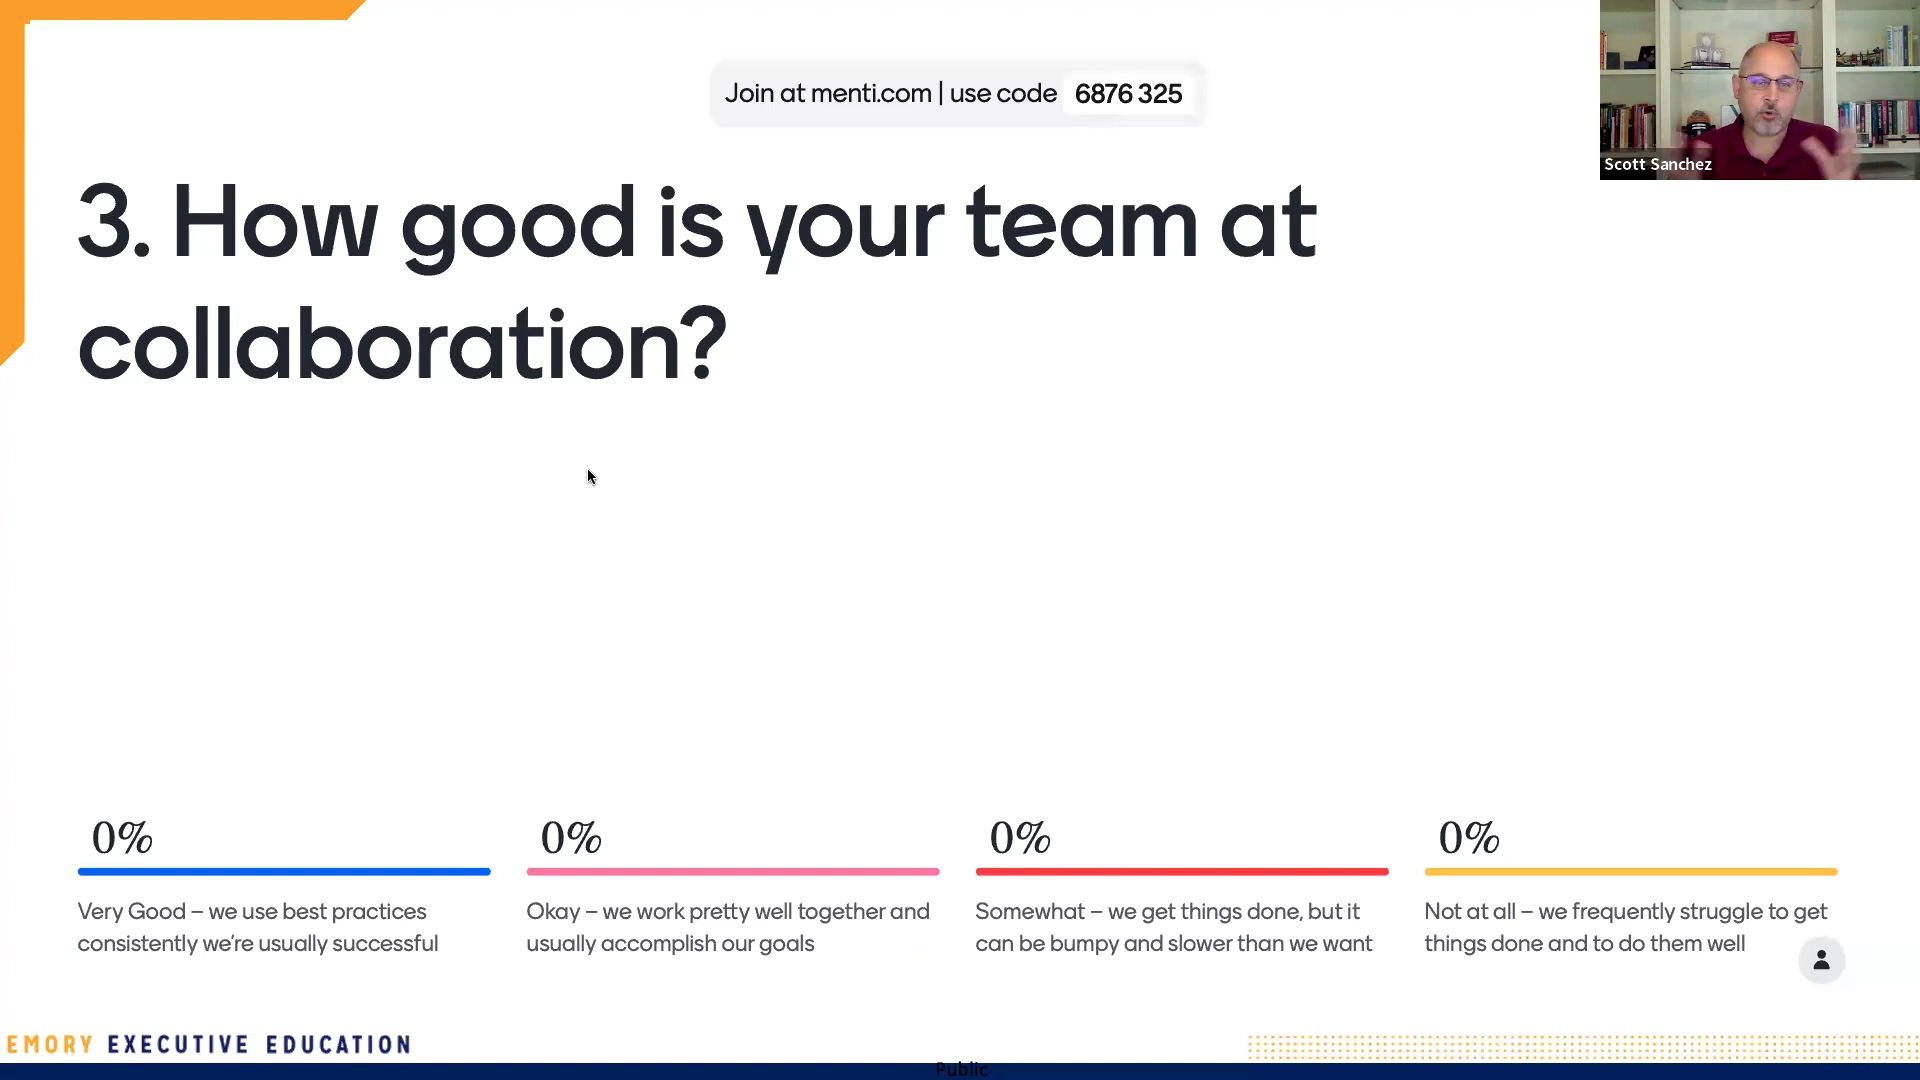 Join at menti.com | use code 6876 325
Scott Sanchez
3. How good is your team at
collaboration?
0%
Very Good – we use best practices
consistently we're usually successful
0%
Okay – we work pretty well together and
usually accomplish our goals
0%
Somewhat – we get things done, but it
can be bumpy and slower than we want
0%
Not at all – we frequently struggle to get
things done and to do them well
EMORY EXECUTIVE EDUCATION
Public